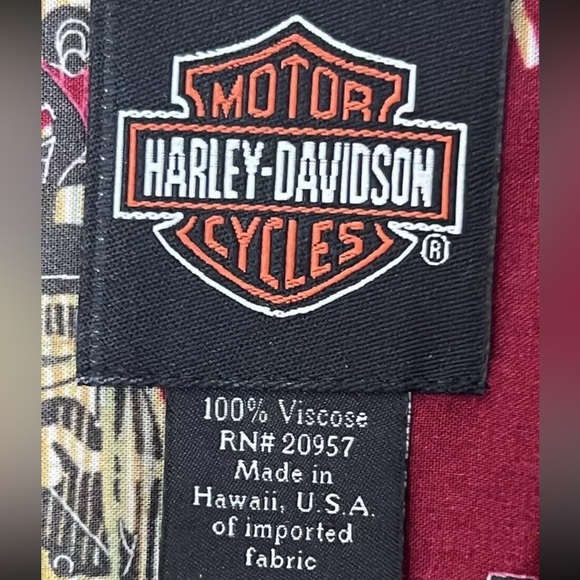 MOTOR
HARLEY-DAVIDSON
CYCLES
®
100% Viscose
RN# 20957
Made in
Hawaii, U.S.A.
of imported
fabric